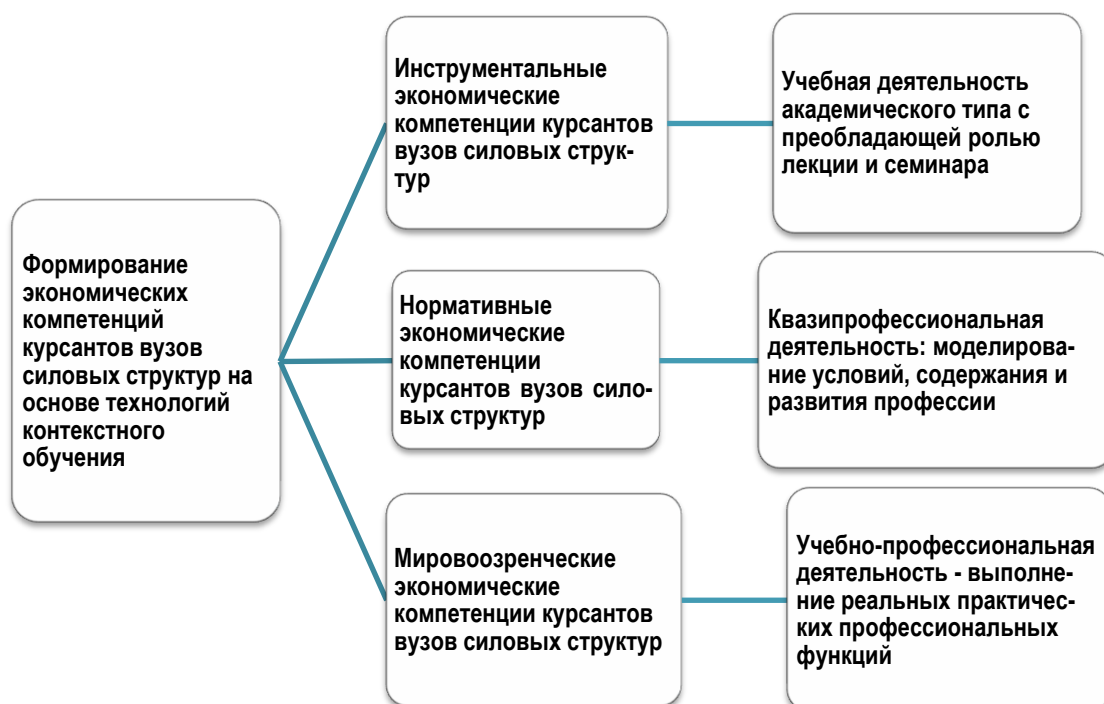 Формирование
экономических
компетенций
курсантов вузов
силовых структур на
основе технологий
контекстного
обучения
Инструментальные
экономические
компетенции курсантов
вузов силовых струк-
тур
Учебная деятельность
академического типа с
преобладающей ролью
лекции и семинара
Нормативные
экономические
компетенции
курсантов вузов сило-
вых структур
Квазипрофессиональная
деятельность: моделирова-
ние условий, содержания и
развития профессии
Мировоозренческие
экономические
компетенции курсантов
вузов силовых структур
Учебно-профессиональная
деятельность - выполне-
ние реальных практичес-
ких профессиональных
функций